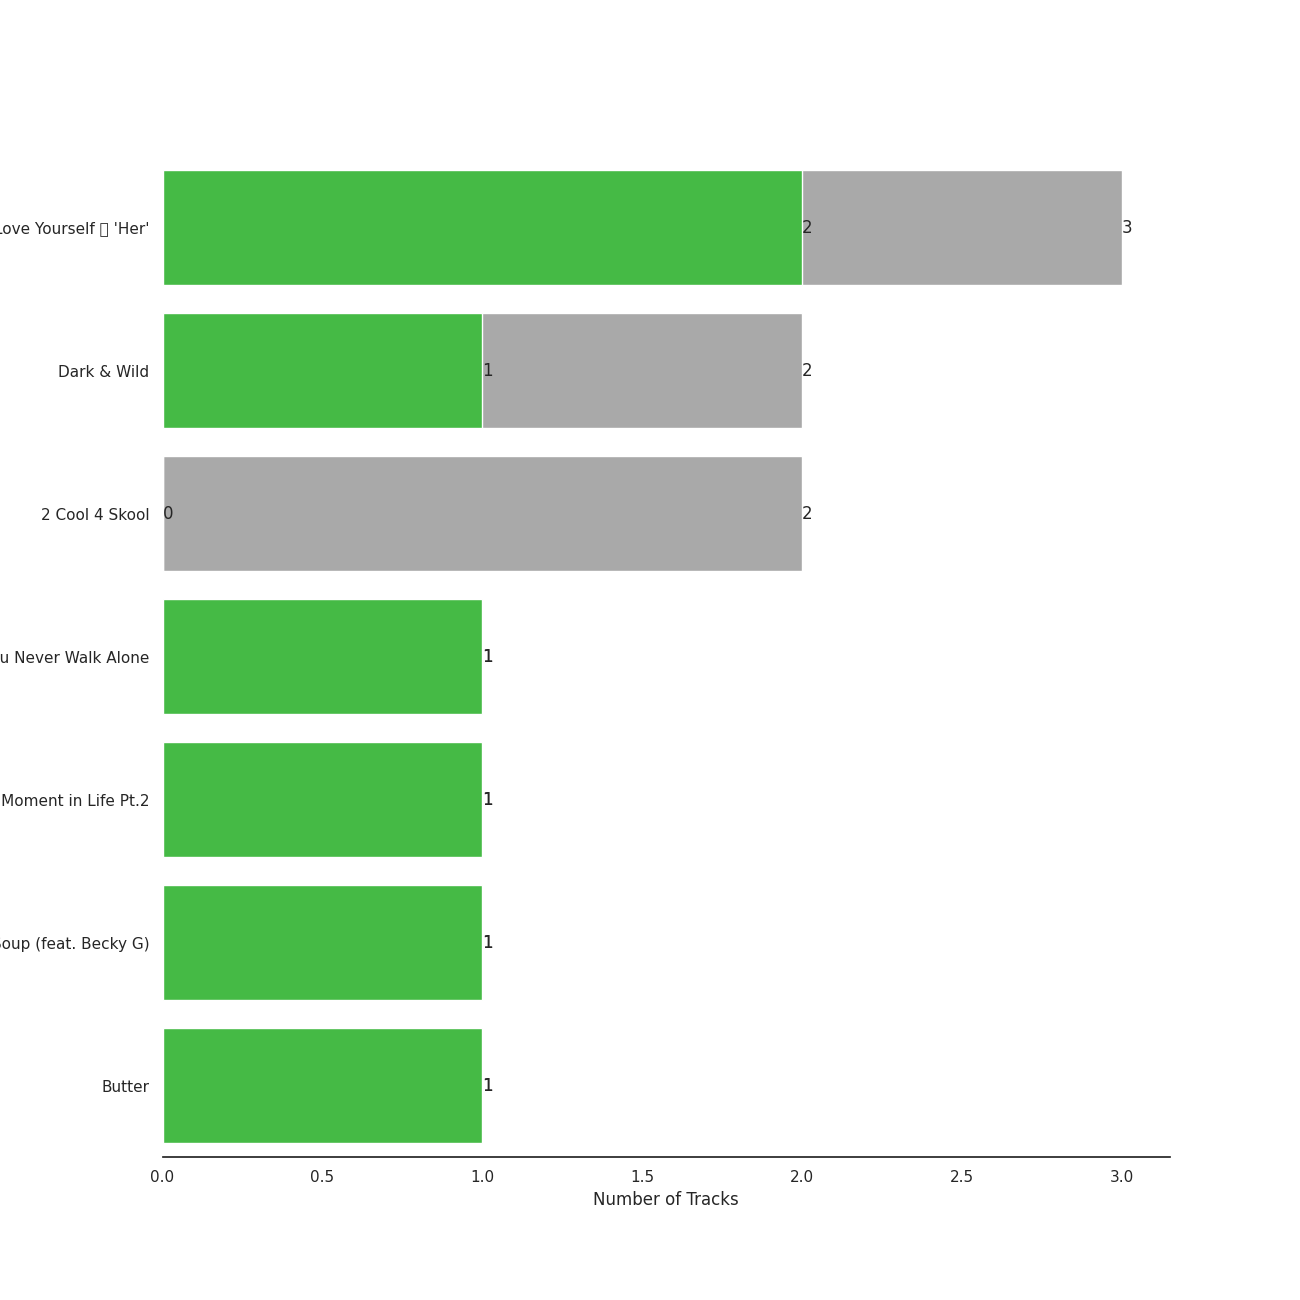 Love Yourself 'Her'
2
3
Dark & Wild
1
2
2 Cool 4 Skool
0
2
Never Walk Alone
1
Moment in Life Pt.2
1
(feat. Becky G)
1
Butter
1
0.0 0.5 1.0 1.5 2.0 2.5 3.0
Number of Tracks